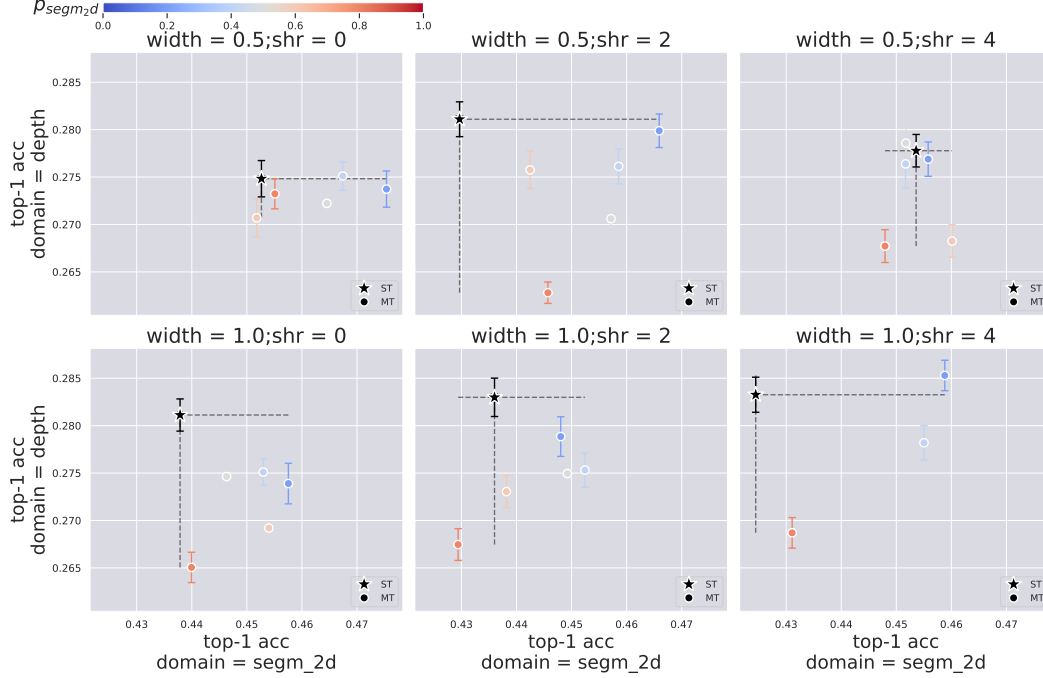 p_segm_2d
0.0 0.2 0.4 0.6 0.8 1.0
width = 0.5;shr = 0
width = 0.5;shr = 2
width = 0.5;shr = 4
top-1 acc
domain = depth
0.285
0.280
0.275
0.270
0.265
ST
MT
ST
MT
ST
MT
width = 1.0;shr = 0
width = 1.0;shr = 2
width = 1.0;shr = 4
top-1 acc
domain = depth
0.285
0.280
0.275
0.270
0.265
ST
MT
ST
MT
ST
MT
0.43 0.44 0.45 0.46 0.47
0.43 0.44 0.45 0.46 0.47
0.43 0.44 0.45 0.46 0.47
top-1 acc
domain = segm_2d
top-1 acc
domain = segm_2d
top-1 acc
domain = segm_2d